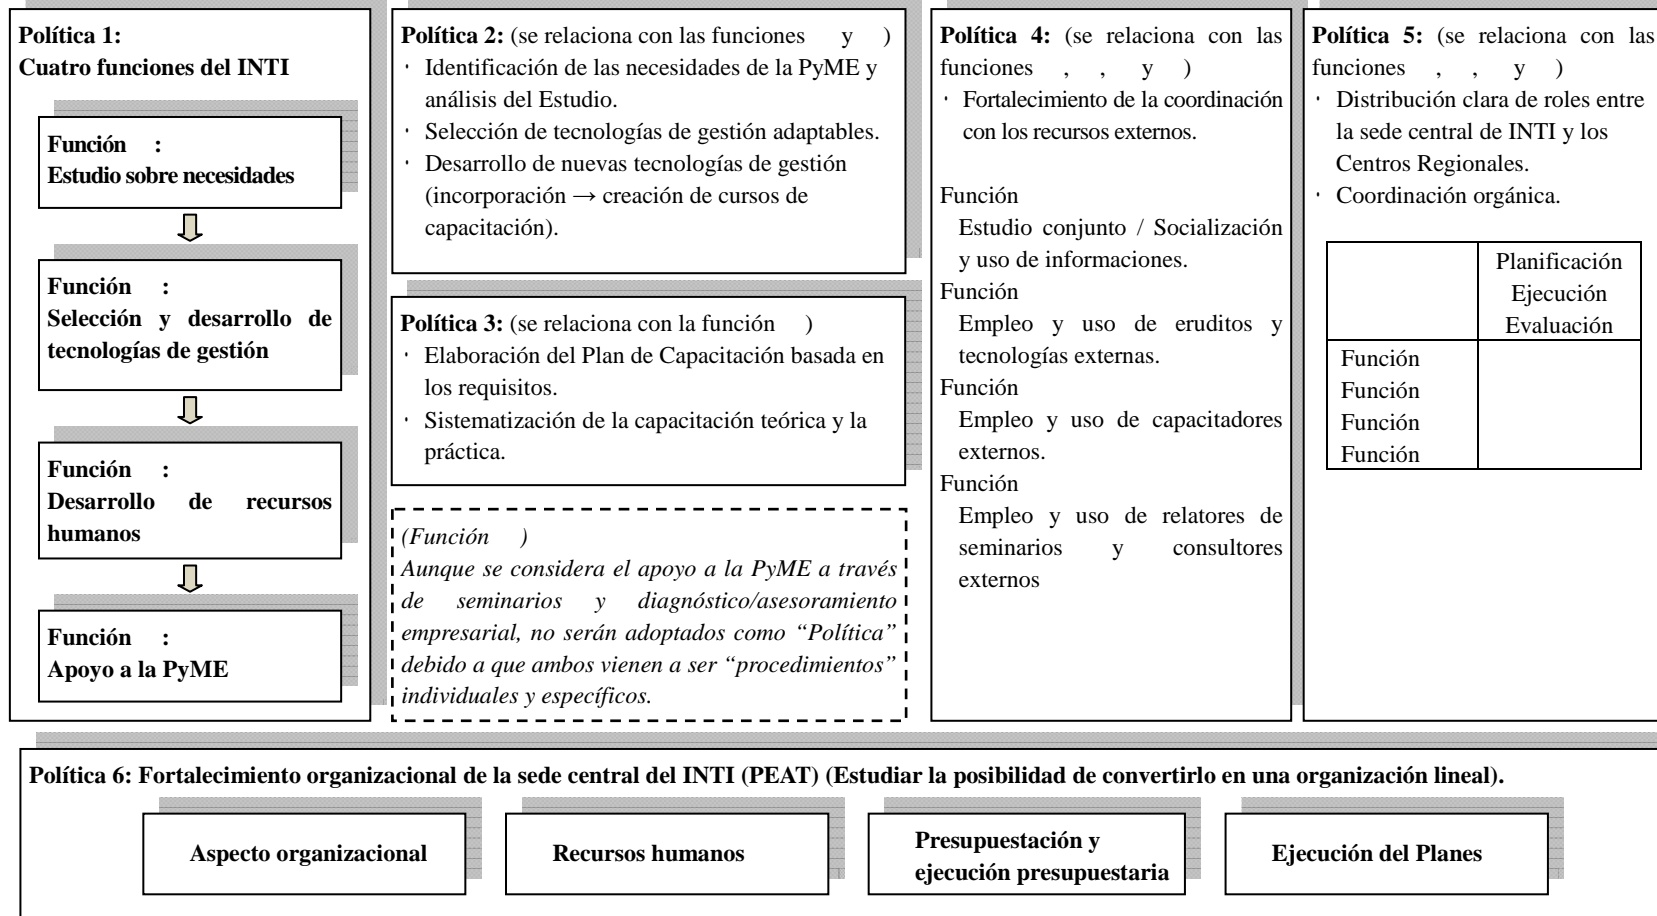 Política 1:
Cuatro funciones del INTI
Función :
Estudio sobre necesidades
Función :
Selección y desarrollo de
tecnologías de gestión
Función :
Desarrollo de recursos
humanos
Función :
Apoyo a la PyME
Política 2: (se relaciona con las funciones y )
· Identificación de las necesidades de la PyME y
análisis del Estudio.
· Selección de tecnologías de gestión adaptables.
· Desarrollo de nuevas tecnologías de gestión
(incorporación → creación de cursos de
capacitación).
Política 3: (se relaciona con la función )
· Elaboración del Plan de Capacitación basada en
los requisitos.
· Sistematización de la capacitación teórica y la
práctica.
(Función )
Aunque se considera el apoyo a la PyME a través
de seminarios y diagnóstico/asesoramiento
empresarial, no serán adoptados como “Política”
debido a que ambos vienen a ser “procedimientos”
individuales y específicos.
Política 4: (se relaciona con las
funciones , , y )
· Fortalecimiento de la coordinación
con los recursos externos.
Función
Estudio conjunto / Socialización
y uso de informaciones.
Función
Empleo y uso de eruditos y
tecnologías externas.
Función
Empleo y uso de capacitadores
externos.
Función
Empleo y uso de relatores de
seminarios y consultores
externos
Política 5: (se relaciona con las
funciones , , y )
· Distribución clara de roles entre
la sede central de INTI y los
Centros Regionales.
· Coordinación orgánica.
Planificación
Ejecución
Evaluación
Función
Función
Función
Función
Política 6: Fortalecimiento organizacional de la sede central del INTI (PEAT) (Estudiar la posibilidad de convertirlo en una organización lineal).
Aspecto organizacional
Recursos humanos
Presupuestación y
ejecución presupuestaria
Ejecución del Planes